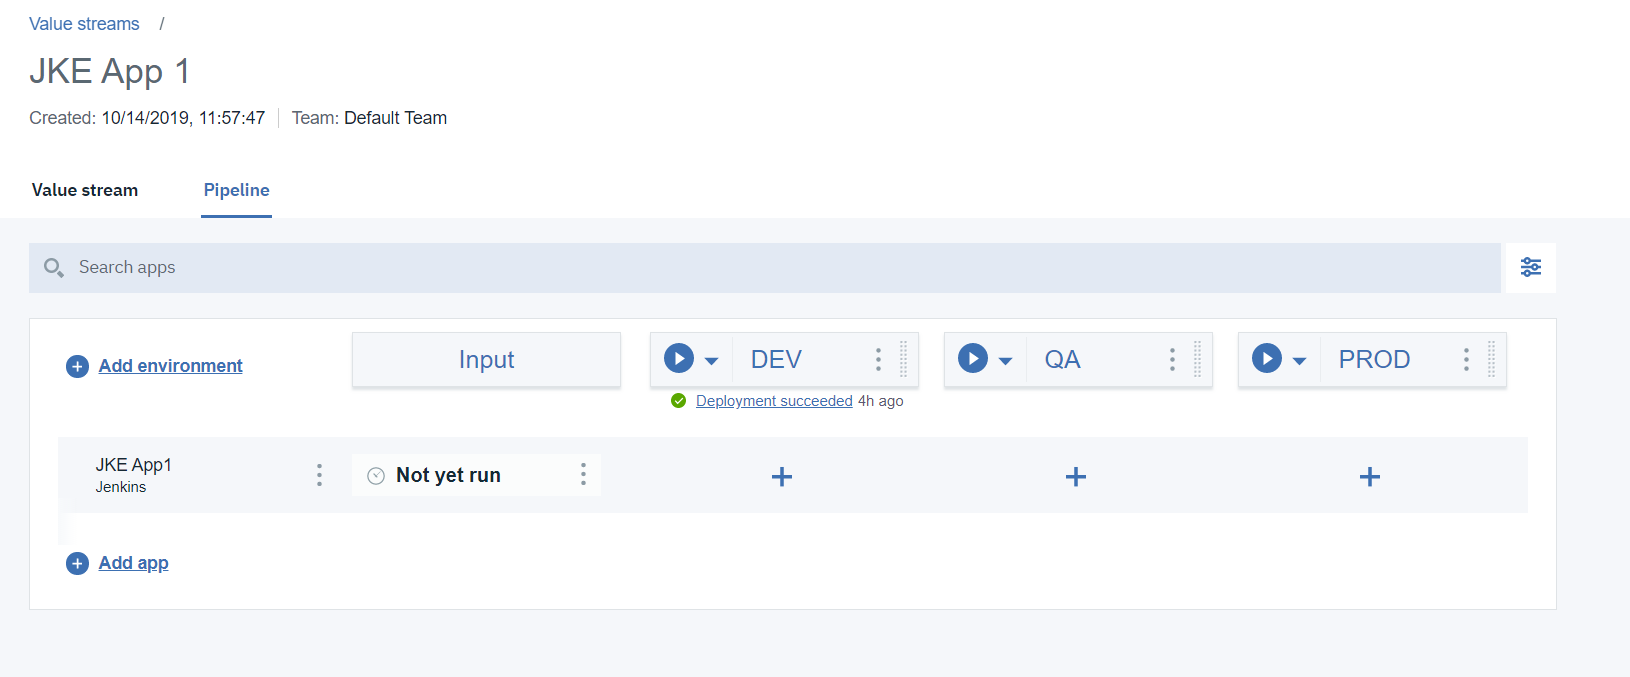 Value streams /
JKE App 1
Created: 10/14/2019, 11:57:47 Team: Default Team
Value stream Pipeline
Search apps
Add environment Input DEV QA PROD
Deployment succeeded 4h ago
JKE App1
Jenkins
Not yet run
Add app